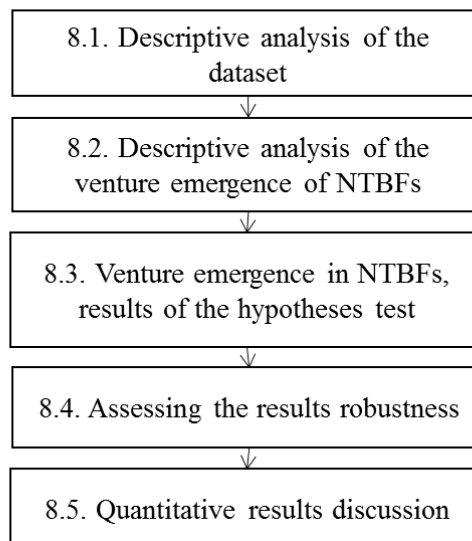 8.1. Descriptive analysis of the
dataset
8.2. Descriptive analysis of the
venture emergence of NTBFs
8.3. Venture emergence in NTBFs,
results of the hypotheses test
8.4. Assessing the results robustness
8.5. Quantitative results discussion